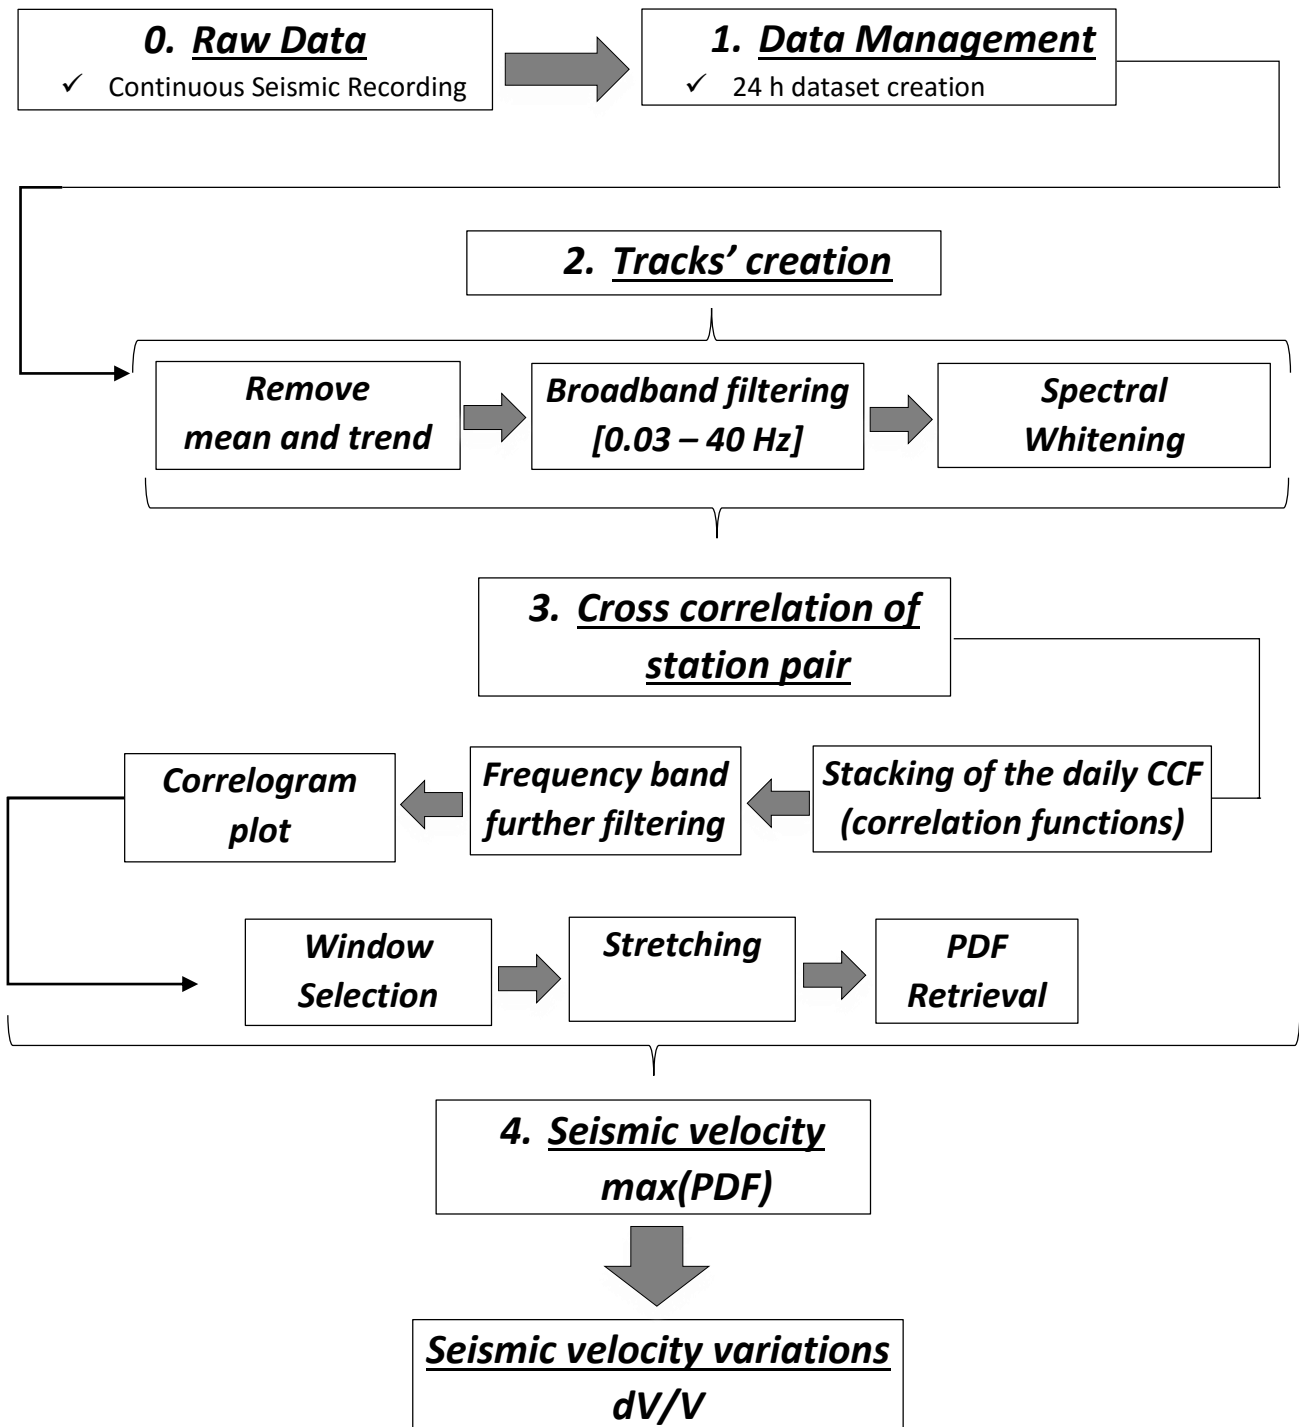 0. Raw Data
✓ Continuous Seismic Recording
1. Data Management
✓ 24 h dataset creation
2. Tracks’ creation
Remove
mean and trend
Broadband filtering
[0.03 – 40 Hz]
Spectral
Whitening
3. Cross correlation of
station pair
Stacking of the daily CCF
(correlation functions)
Frequency band
further filtering
Correlogram
plot
Window
Selection
Stretching
PDF
Retrieval
4. Seismic velocity
max(PDF)
Seismic velocity variations
dV/V